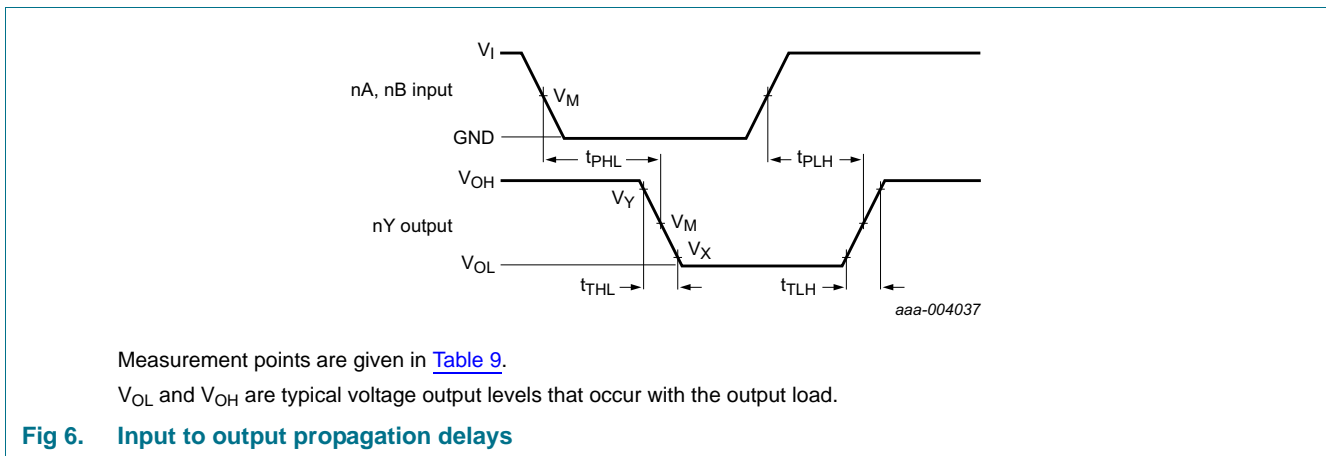 V_I
nA, nB input
V_M
GND
t_PHL
t_PLH
V_OH
V_Y
nY output
V_M
V_X
V_OL
t_THL
t_TLH
aaa-004037
Measurement points are given in Table 9.
V_OL and V_OH are typical voltage output levels that occur with the output load.
Fig 6. Input to output propagation delays